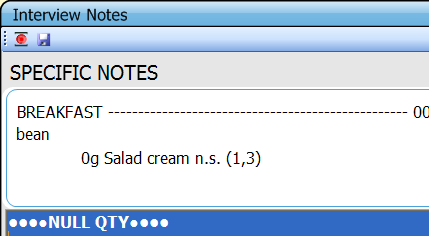 Interview Notes
SPECIFIC NOTES
BREAKFAST -------------------------------------------------- 00
bean
0g Salad cream n.s. (1,3)
●●●●NULL QTY●●●●